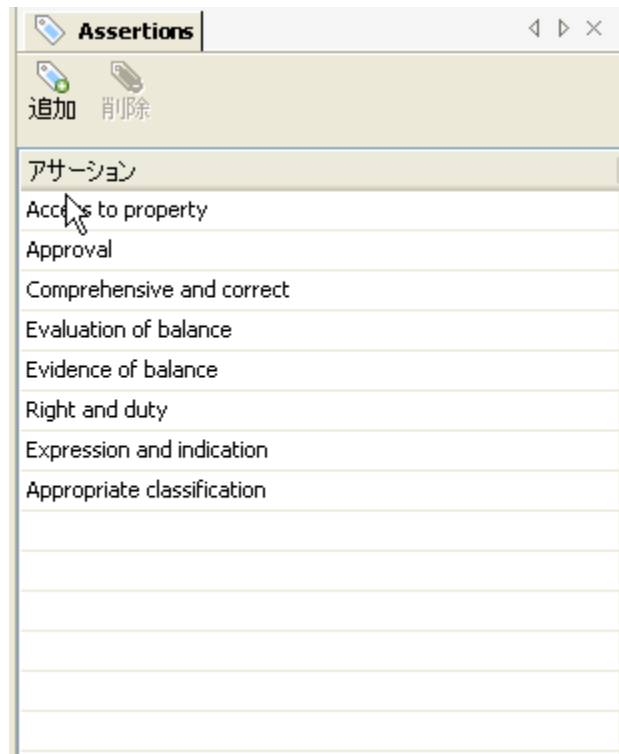 Assertions
追加 削除
アサーション
Access to property
Approval
Comprehensive and correct
Evaluation of balance
Evidence of balance
Right and duty
Expression and indication
Appropriate classification